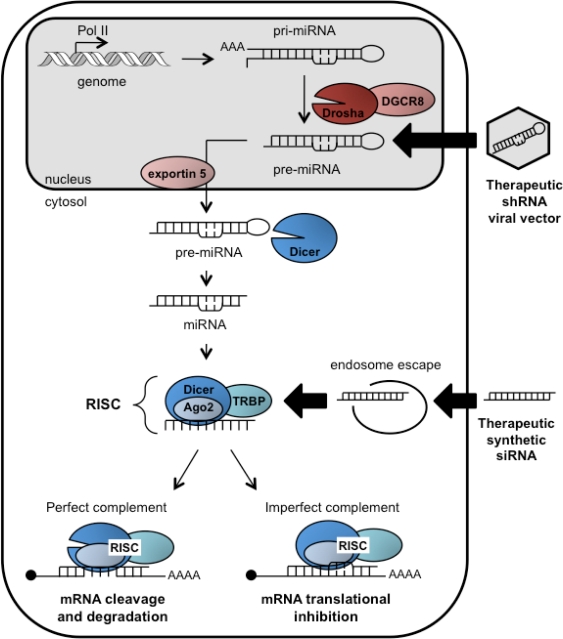 Pol II
genome
AAA
pri-miRNA
Drosha
DGCR8
pre-miRNA
exportin 5
nucleus
cytosol
Therapeutic
shRNA
viral vector
pre-miRNA
Dicer
miRNA
RISC
Dicer
Ago2
TRBP
endosome escape
Therapeutic
synthetic
siRNA
Perfect complement
RISC
AAAA
mRNA cleavage
and degradation
Imperfect complement
RISC
AAAA
mRNA translational
inhibition